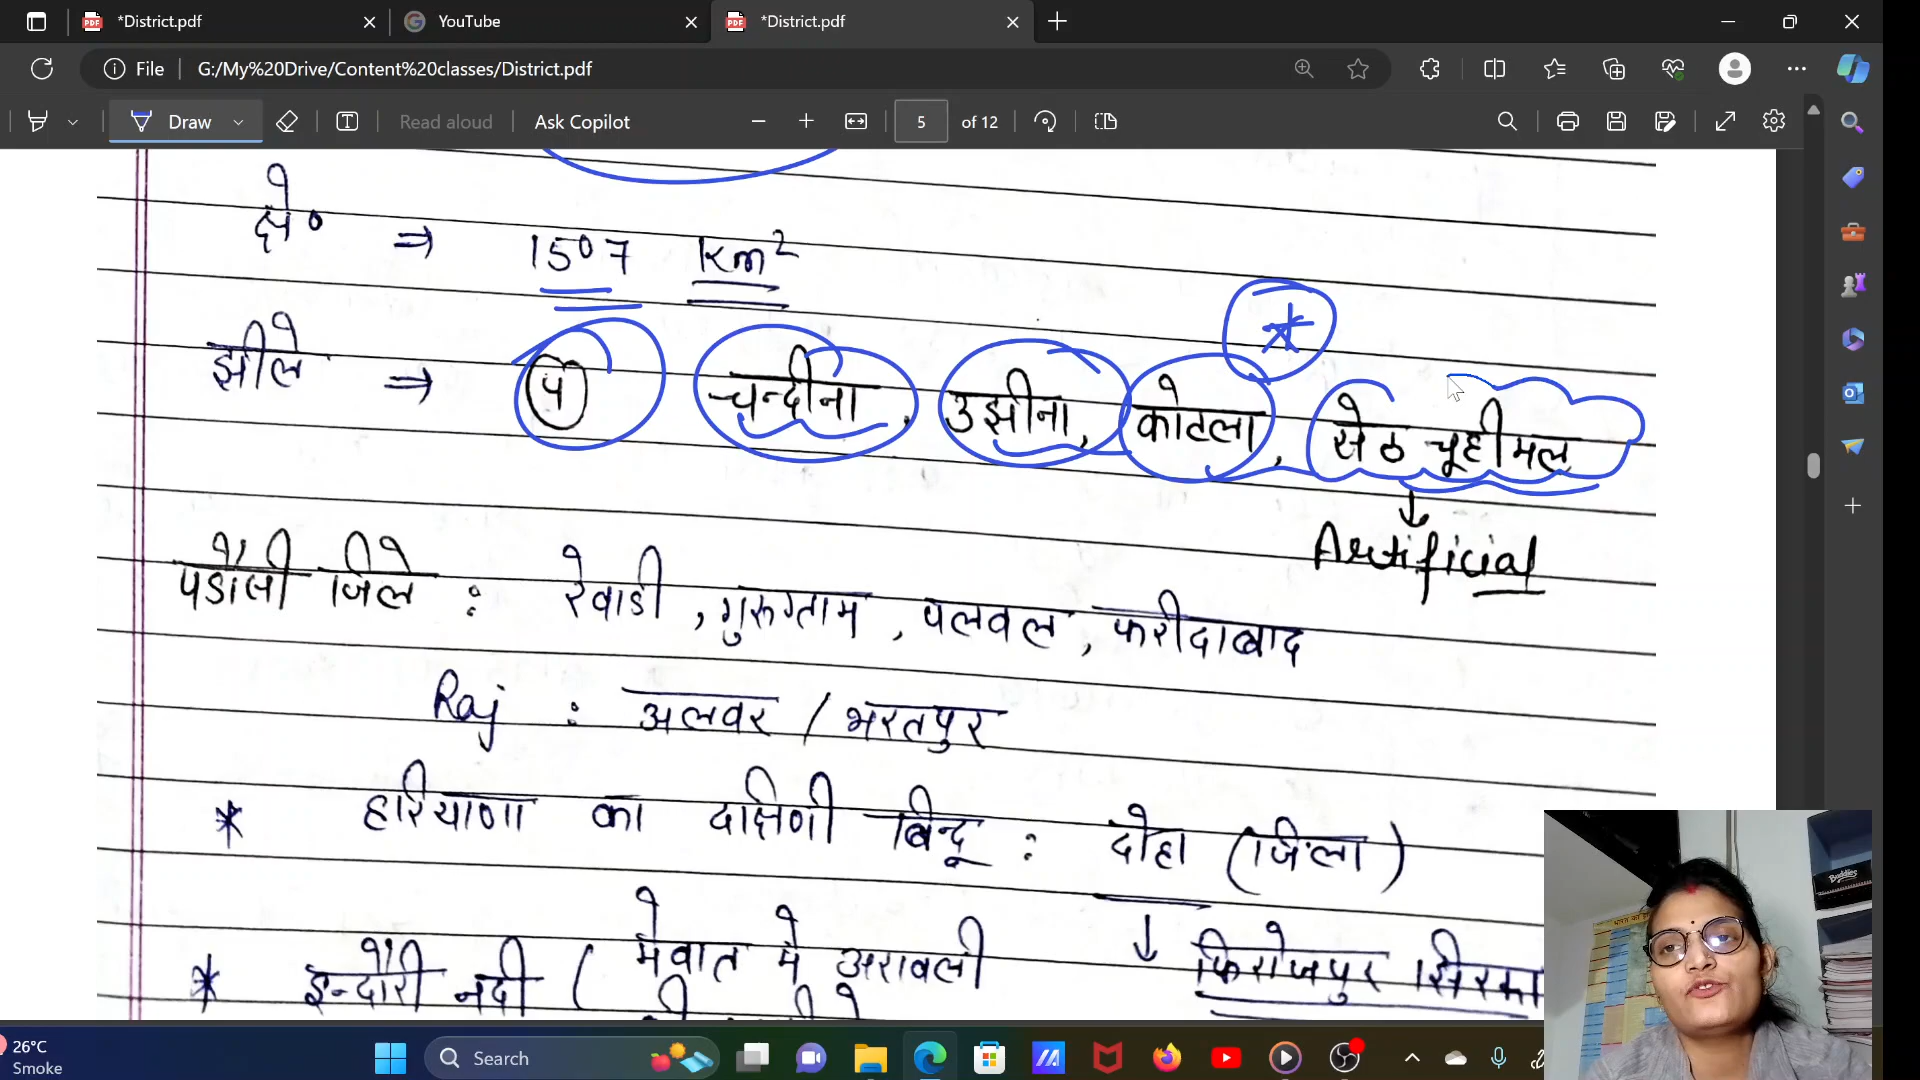 *District.pdf
YouTube
*District.pdf
File G:/My%20Drive/Content%20classes/District.pdf
Draw Read aloud Ask Copilot 5 of 12
क्षे० ⇒ 1507 Km²
झीले ⇒ ५ चन्दीना, उझीना, कोटला, सेठ चूहीमल
*
↓
Artificial
पडौसी जिले : रेवाडी, गुरूग्राम, पलवल, फरीदाबाद
Raj : अलवर / भरतपुर
* हरियाणा का दक्षिणी बिन्दू : दोहा (जिला)
↓ फिरोजपुर झिरका
* इन्दौरी नदी ( मेवात मे अरावली
26°C
Smoke
Search